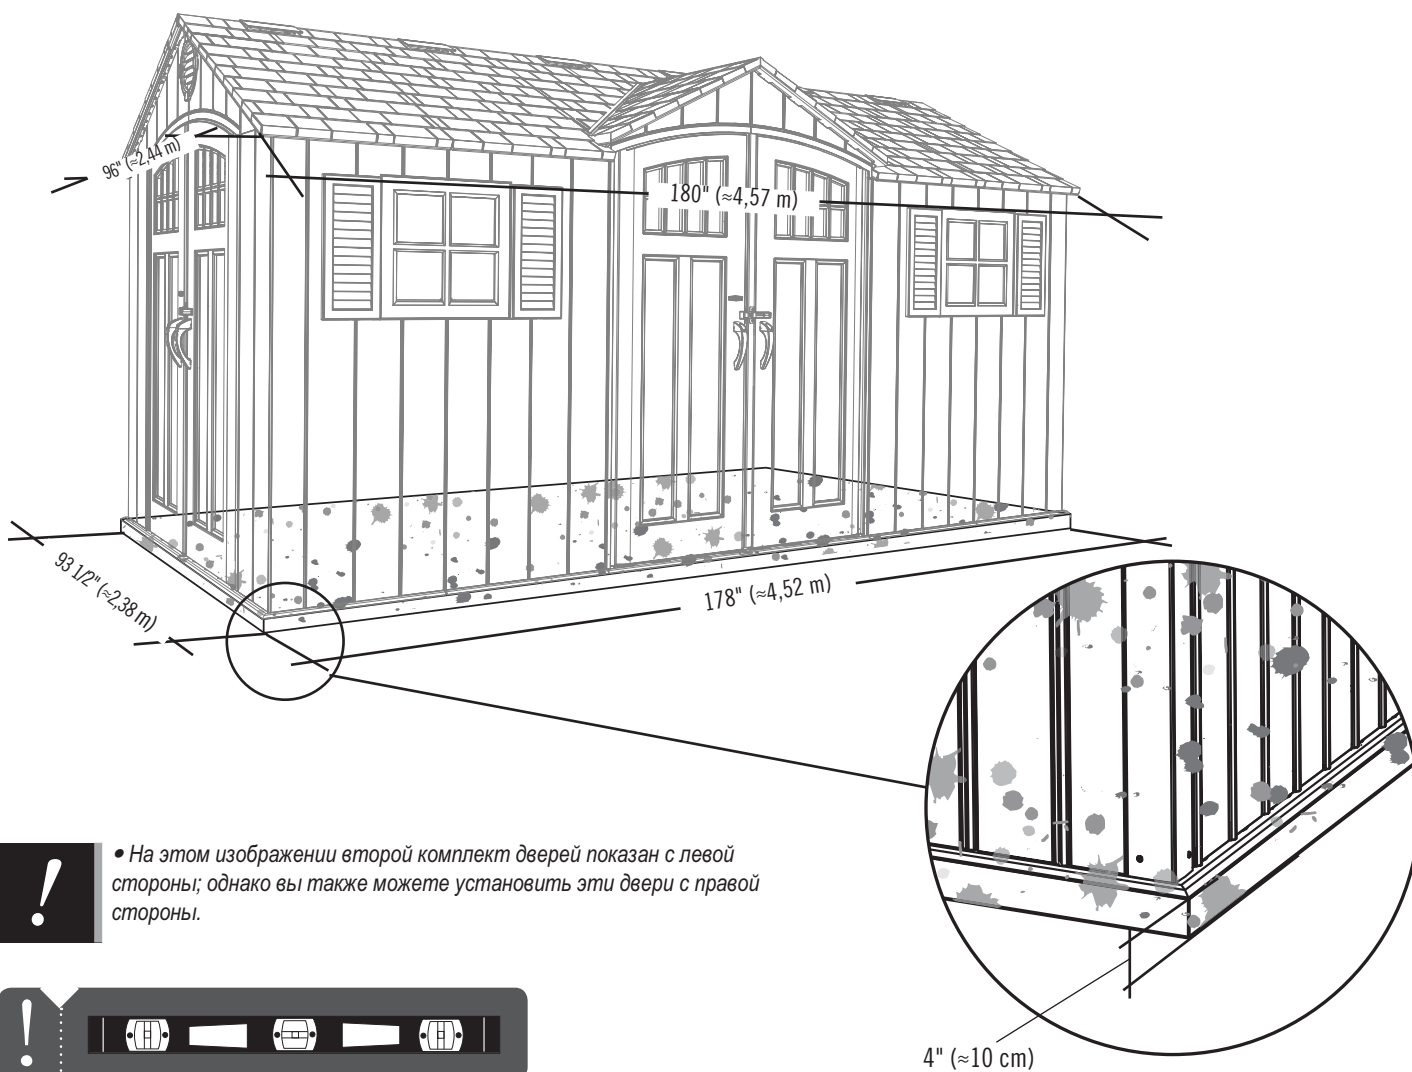 96" (≈2,44 m)
180" (≈4,57 m)
93 1/2" (≈2,38 m)
178" (≈4,52 m)
• На этом изображении второй комплект дверей показан с левой
стороны; однако вы также можете установить эти двери с правой
стороны.
4" (≈10 cm)